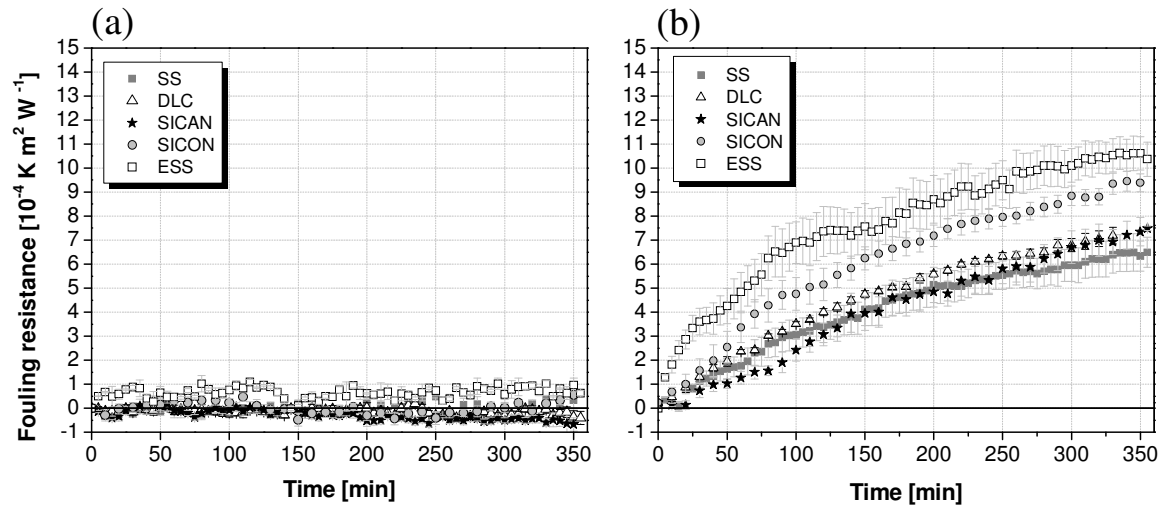 (a)
(b)
Fouling resistance [10⁻⁴ K m² W⁻¹]
15
14
13
12
11
10
9
8
7
6
5
4
3
2
1
0
-1
SS
DLC
SICAN
SICON
ESS
0 50 100 150 200 250 300 350
Time [min]
15
14
13
12
11
10
9
8
7
6
5
4
3
2
1
0
-1
SS
DLC
SICAN
SICON
ESS
0 50 100 150 200 250 300 350
Time [min]